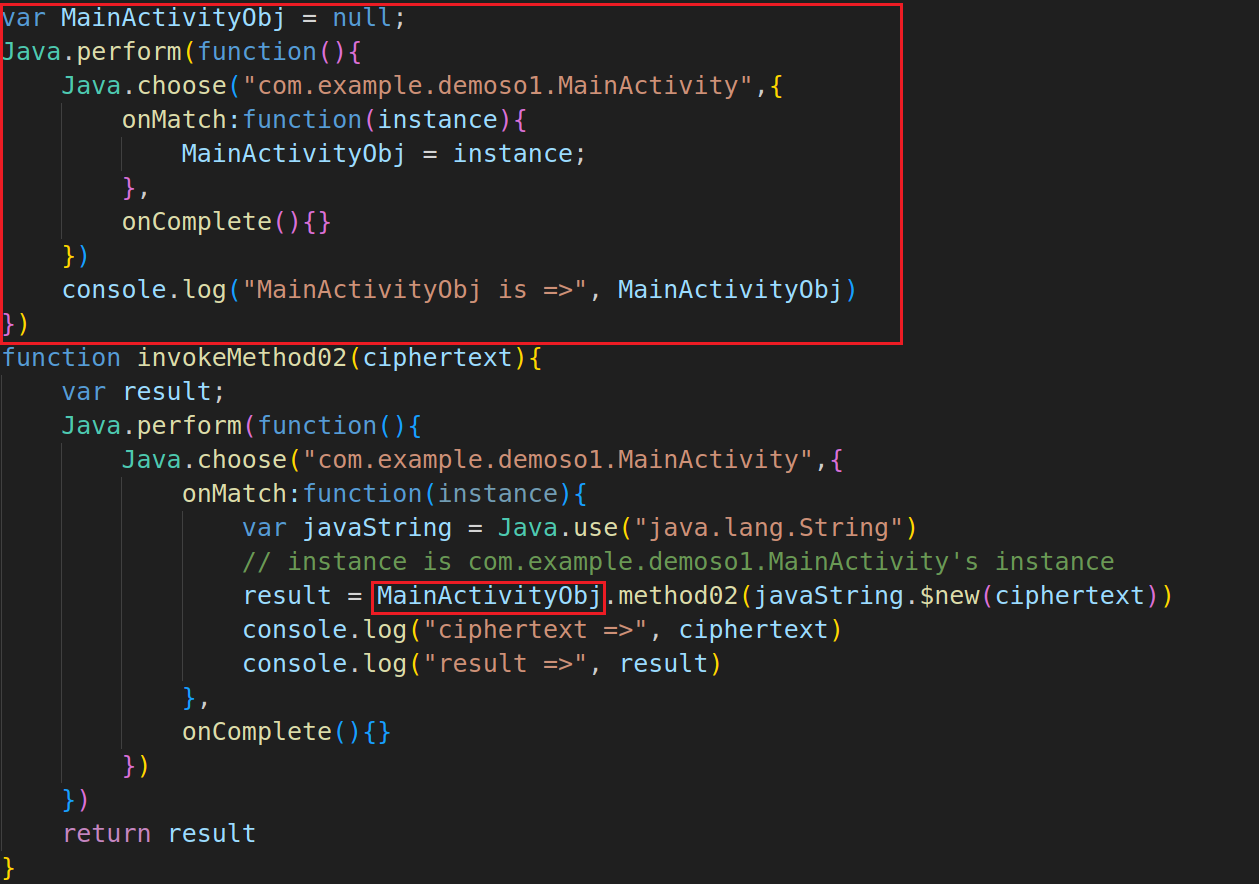 var MainActivityObj = null;
Java.perform(function(){
    Java.choose("com.example.demoso1.MainActivity",{
        onMatch:function(instance){
            MainActivityObj = instance;
        },
        onComplete(){}
    })
    console.log("MainActivityObj is =>", MainActivityObj)
})
function invokeMethod02(ciphertext){
    var result;
    Java.perform(function(){
        Java.choose("com.example.demoso1.MainActivity",{
            onMatch:function(instance){
                var javaString = Java.use("java.lang.String")
                // instance is com.example.demoso1.MainActivity's instance
                result = MainActivityObj.method02(javaString.$new(ciphertext))
                console.log("ciphertext =>", ciphertext)
                console.log("result =>", result)
            },
            onComplete(){}
        })
    })
    return result
}